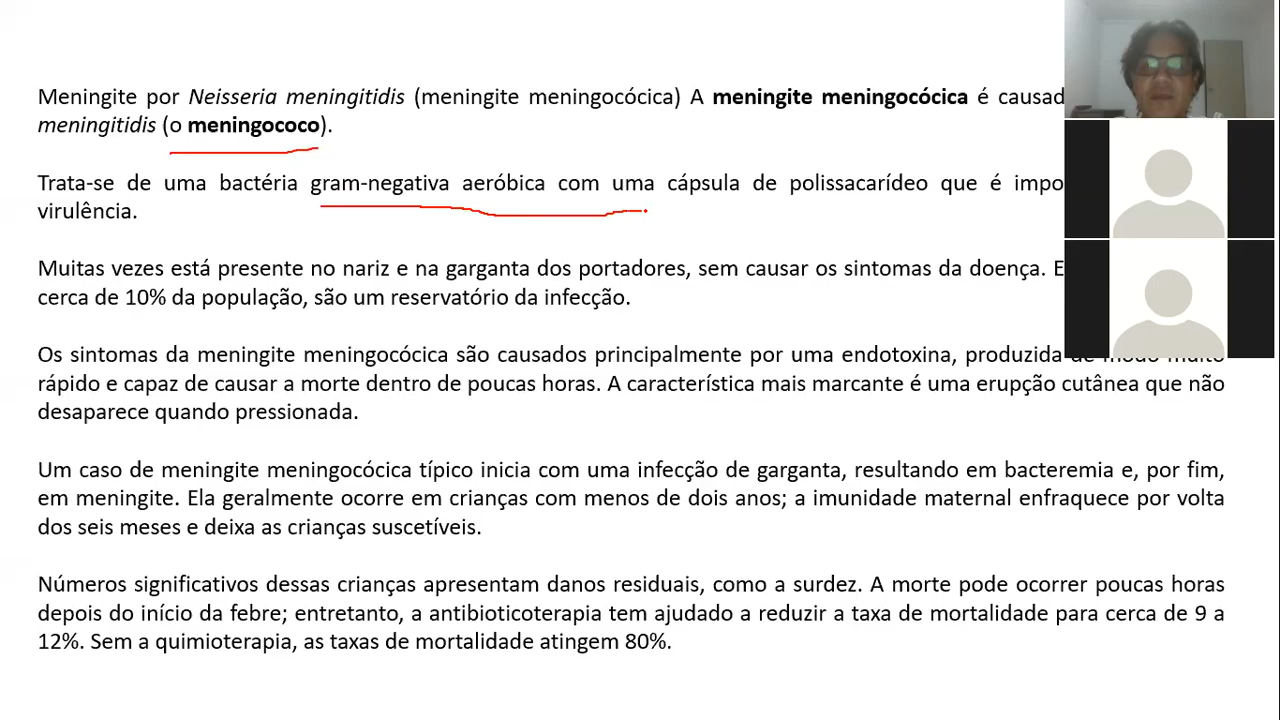 Meningite por Neisseria meningitidis (meningite meningocócica) A meningite meningocócica é causad
meningitidis (o meningococo).
Trata-se de uma bactéria gram-negativa aeróbica com uma cápsula de polissacarídeo que é impo
virulência.
Muitas vezes está presente no nariz e na garganta dos portadores, sem causar os sintomas da doença. E
cerca de 10% da população, são um reservatório da infecção.
Os sintomas da meningite meningocócica são causados principalmente por uma endotoxina, produzida de modo muito
rápido e capaz de causar a morte dentro de poucas horas. A característica mais marcante é uma erupção cutânea que não
desaparece quando pressionada.
Um caso de meningite meningocócica típico inicia com uma infecção de garganta, resultando em bacteremia e, por fim,
em meningite. Ela geralmente ocorre em crianças com menos de dois anos; a imunidade maternal enfraquece por volta
dos seis meses e deixa as crianças suscetíveis.
Números significativos dessas crianças apresentam danos residuais, como a surdez. A morte pode ocorrer poucas horas
depois do início da febre; entretanto, a antibioticoterapia tem ajudado a reduzir a taxa de mortalidade para cerca de 9 a
12%. Sem a quimioterapia, as taxas de mortalidade atingem 80%.